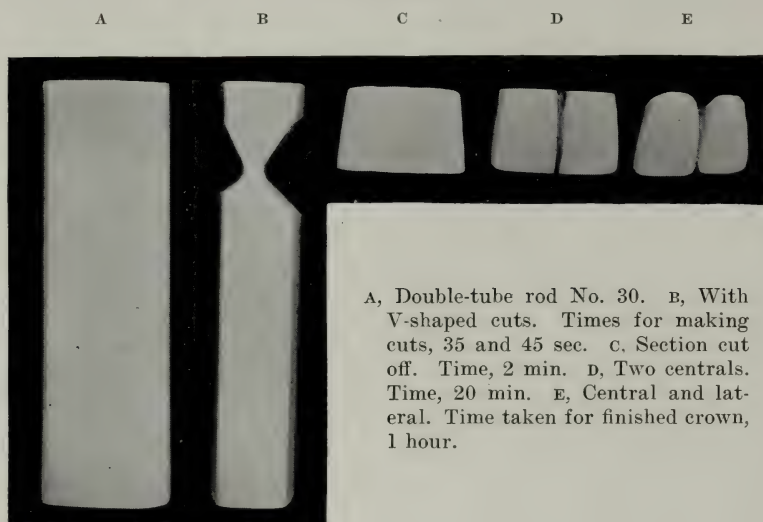 A B C D E
A, Double-tube rod No. 30. B, With
V-shaped cuts. Times for making
cuts, 35 and 45 sec. C, Section cut
off. Time, 2 min. D, Two centrals.
Time, 20 min. E, Central and lat-
eral. Time taken for finished crown,
1 hour.